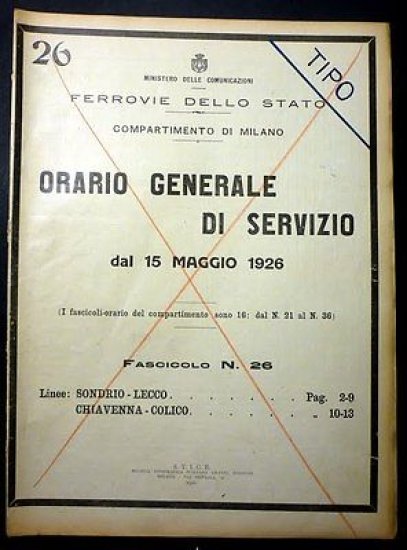 26
TIPO
MINISTERO DELLE COMUNICAZIONI
FERROVIE DELLO STATO
COMPARTIMENTO DI MILANO
ORARIO GENERALE
DI SERVIZIO
dal 15 MAGGIO 1926
(I fascicoli-orario del compartimento sono 16: dal N. 21 al N. 36)
FASCICOLO N. 26
Linee: SONDRIO - LECCO . . . . . . . Pag. 2-9
CHIAVENNA - COLICO . . . . . . „ 10-13
MILANO